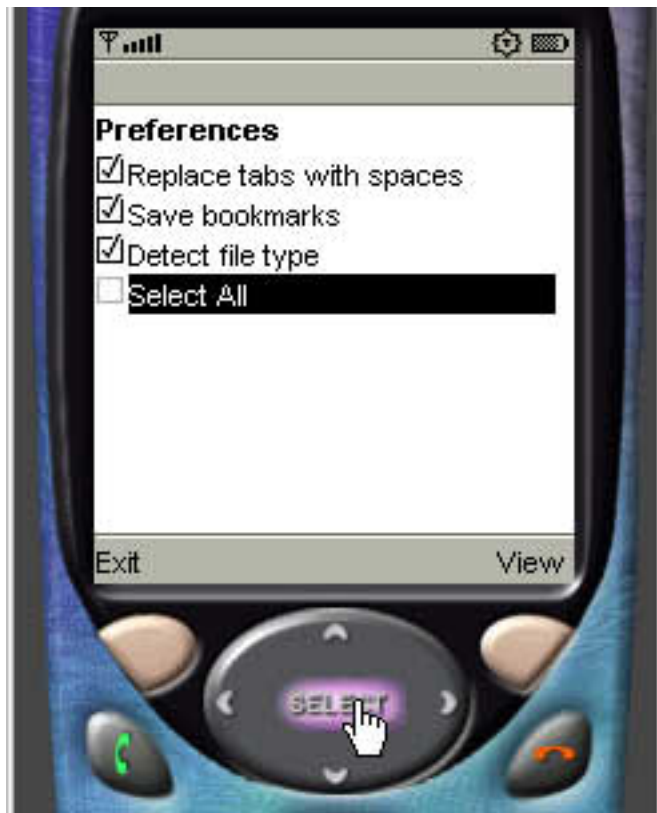 Preferences
Replace tabs with spaces
Save bookmarks
Detect file type
Select All
Exit View
SELECT